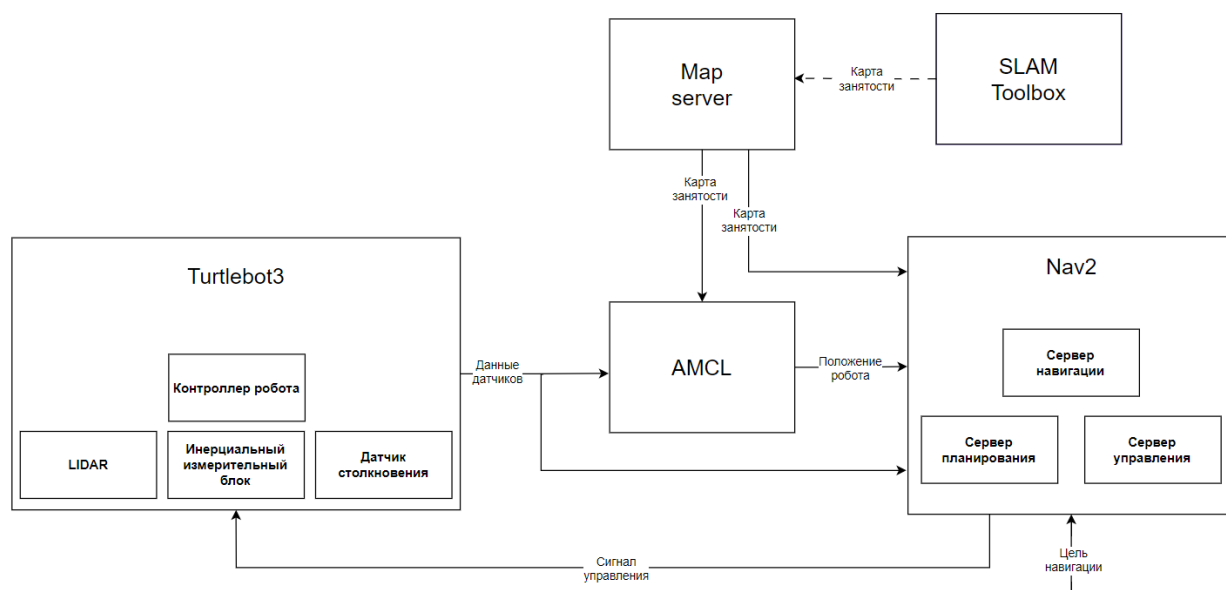 Map
server
Карта
занятости
SLAM
Toolbox
Карта
занятости
Карта
занятости
Turtlebot3
Контроллер робота
LIDAR
Инерциальный
измерительный
блок
Датчик
столкновения
Данные
датчиков
AMCL
Положение
робота
Nav2
Сервер
навигации
Сервер
планирования
Сервер
управления
Сигнал
управления
Цель
навигации